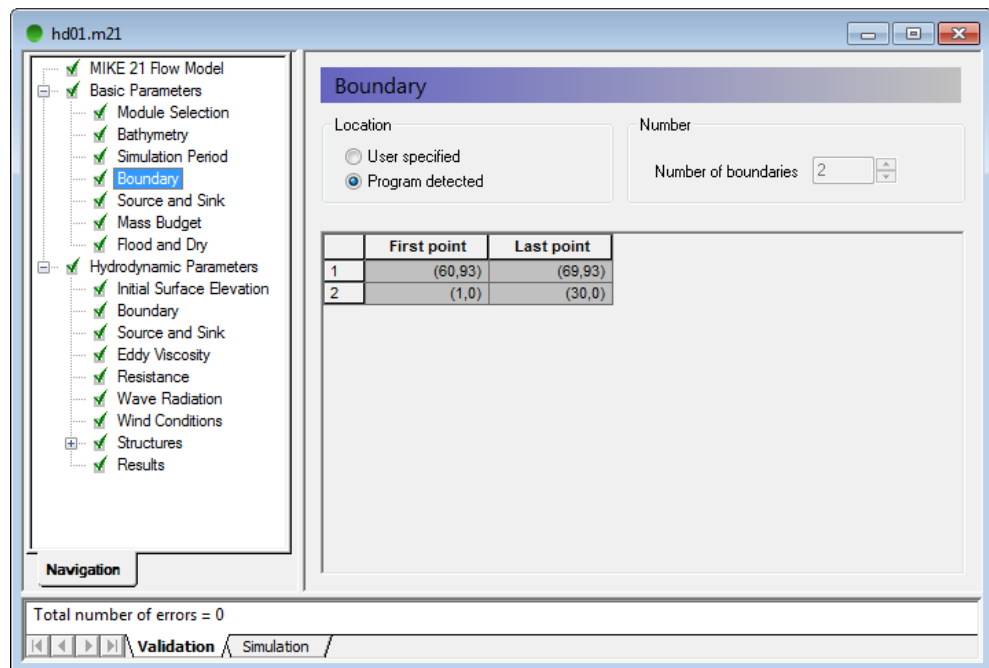 hd01.m21
MIKE 21 Flow Model
Basic Parameters
Module Selection
Bathymetry
Simulation Period
Boundary
Source and Sink
Mass Budget
Flood and Dry
Hydrodynamic Parameters
Initial Surface Elevation
Boundary
Source and Sink
Eddy Viscosity
Resistance
Wave Radiation
Wind Conditions
Structures
Results
Navigation
Boundary
Location
User specified
Program detected
Number
Number of boundaries 2
First point Last point
1 (60,93) (69,93)
2 (1,0) (30,0)
Total number of errors = 0
Validation Simulation